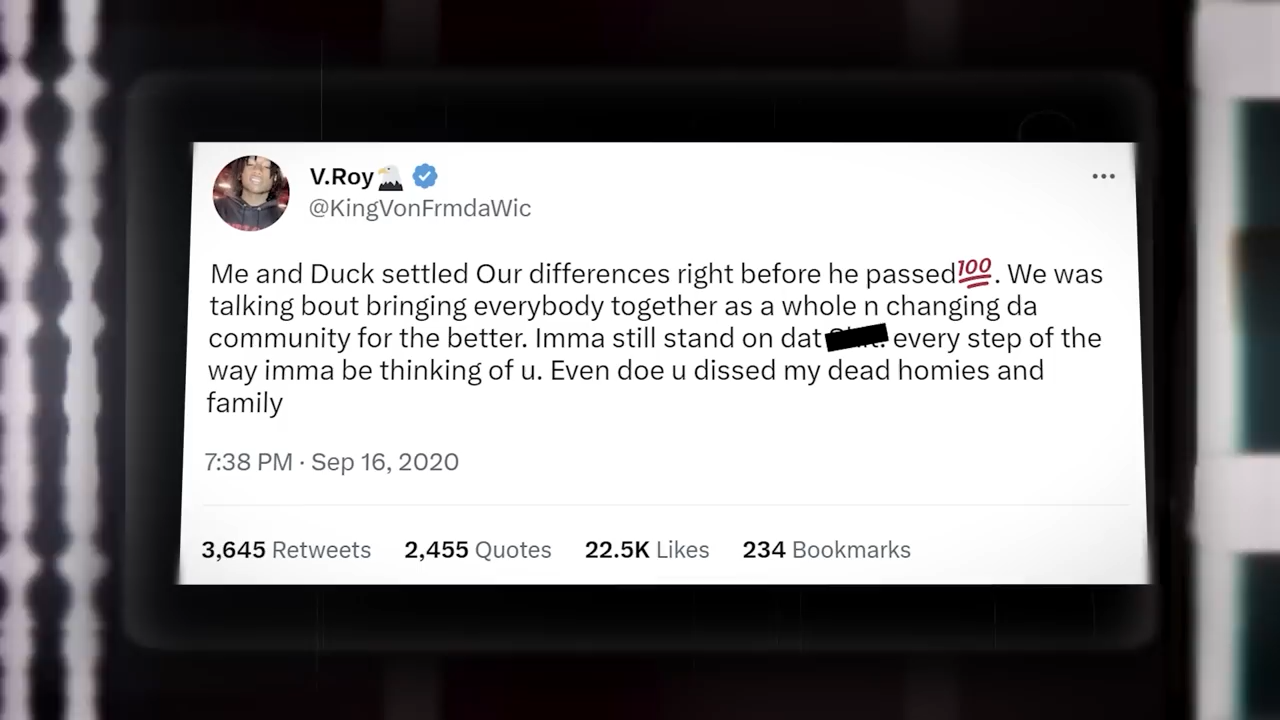 V.Roy🦅
@KingVonFrmdaWic
Me and Duck settled Our differences right before he passed💯. We was
talking bout bringing everybody together as a whole n changing da
community for the better. Imma still stand on dat every step of the
way imma be thinking of u. Even doe u dissed my dead homies and
family
7:38 PM · Sep 16, 2020
3,645 Retweets 2,455 Quotes 22.5K Likes 234 Bookmarks